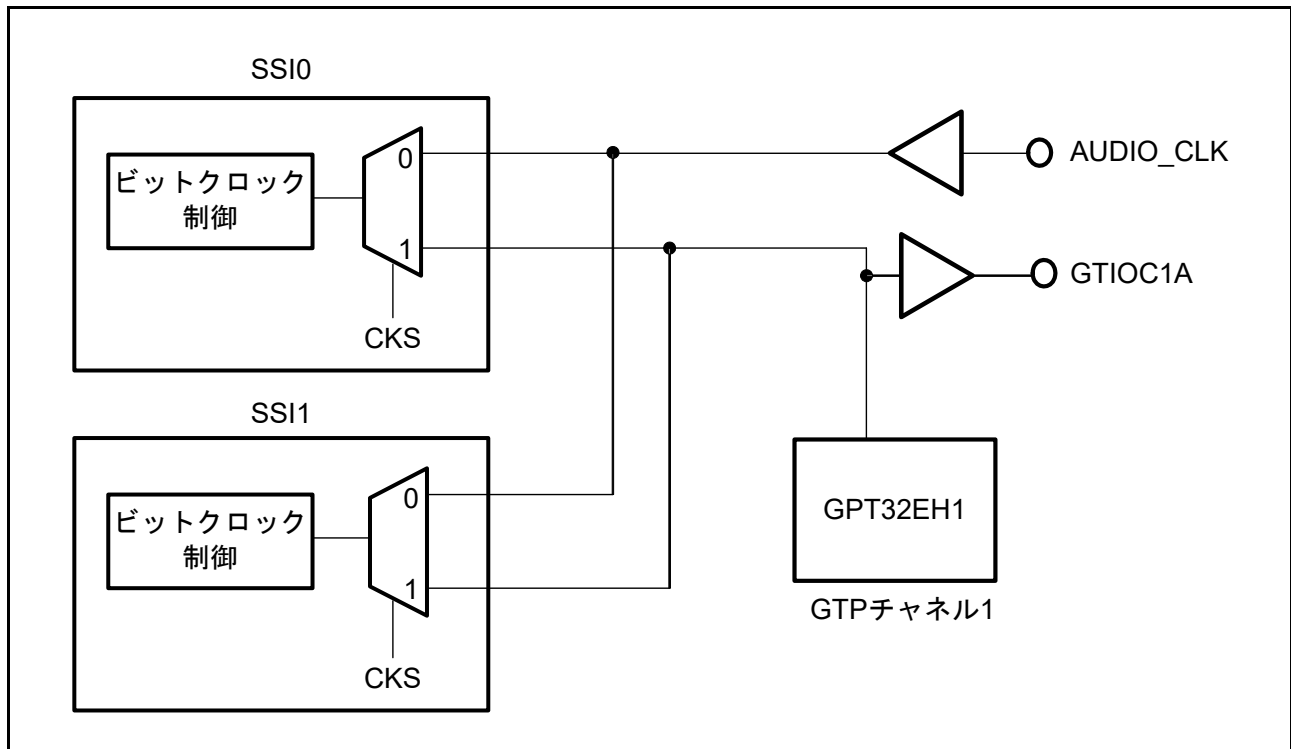 SSI0
ビットクロック
制御
0
1
CKS
AUDIO_CLK
GTIOC1A
SSI1
ビットクロック
制御
0
1
CKS
GPT32EH1
GTPチャネル1